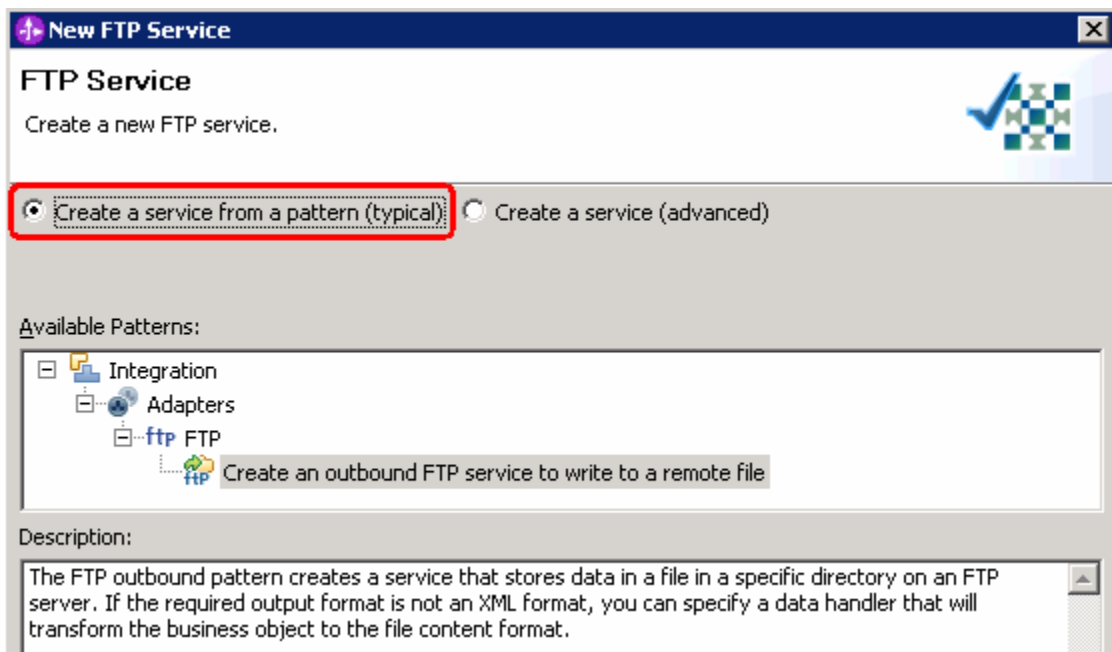 New FTP Service
FTP Service
Create a new FTP service.
Create a service from a pattern (typical) Create a service (advanced)
Available Patterns:
Integration
Adapters
ftp FTP
ftp Create an outbound FTP service to write to a remote file
Description:
The FTP outbound pattern creates a service that stores data in a file in a specific directory on an FTP
server. If the required output format is not an XML format, you can specify a data handler that will
transform the business object to the file content format.